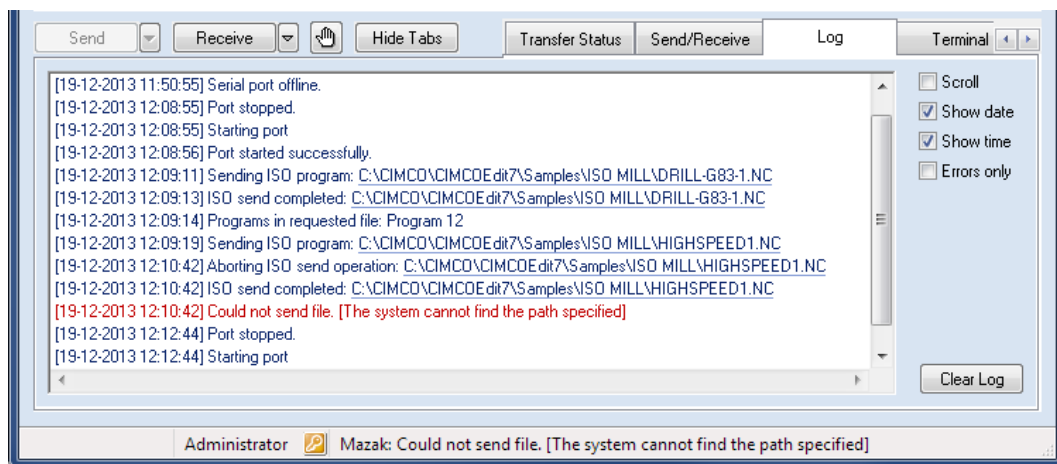 Send Receive Hide Tabs Transfer Status Send/Receive Log Terminal
[19-12-2013 11:50:55] Serial port offline.
[19-12-2013 12:08:55] Port stopped.
[19-12-2013 12:08:55] Starting port
[19-12-2013 12:08:56] Port started successfully.
[19-12-2013 12:09:11] Sending ISO program: C:\CIMCO\CIMCOEdit7\Samples\ISO MILL\DRILL-G83-1.NC
[19-12-2013 12:09:13] ISO send completed: C:\CIMCO\CIMCOEdit7\Samples\ISO MILL\DRILL-G83-1.NC
[19-12-2013 12:09:14] Programs in requested file: Program 12
[19-12-2013 12:09:19] Sending ISO program: C:\CIMCO\CIMCOEdit7\Samples\ISO MILL\HIGHSPEED1.NC
[19-12-2013 12:10:42] Aborting ISO send operation: C:\CIMCO\CIMCOEdit7\Samples\ISO MILL\HIGHSPEED1.NC
[19-12-2013 12:10:42] ISO send completed: C:\CIMCO\CIMCOEdit7\Samples\ISO MILL\HIGHSPEED1.NC
[19-12-2013 12:10:42] Could not send file. [The system cannot find the path specified]
[19-12-2013 12:12:44] Port stopped.
[19-12-2013 12:12:44] Starting port
Scroll
Show date
Show time
Errors only
Clear Log
Administrator Mazak: Could not send file. [The system cannot find the path specified]